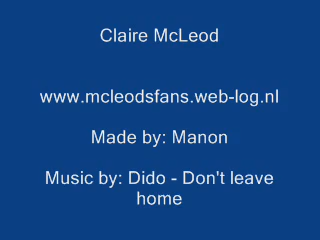 Claire McLeod
www.mcleodsfans.web-log.nl
Made by: Manon
Music by: Dido - Don't leave
home